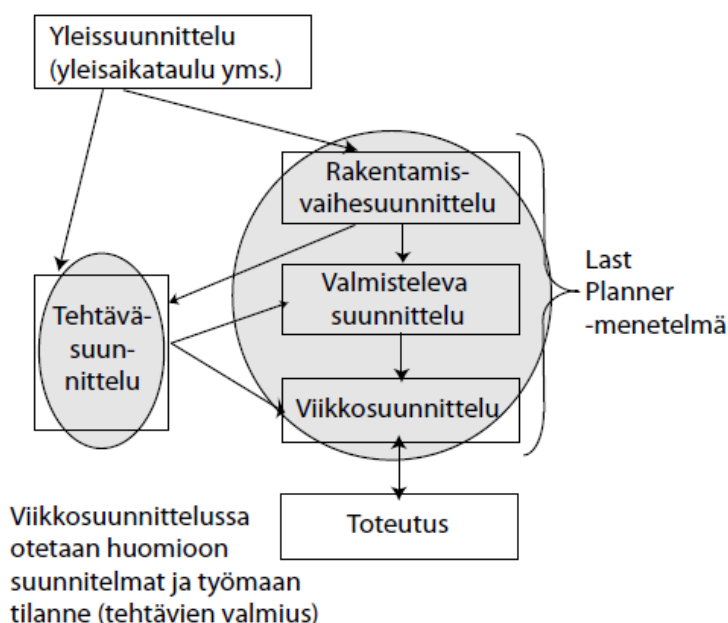 Yleissuunnittelu
(yleisaikataulu yms.)
Rakentamis-
vaihesuunnittelu
Valmisteleva
suunnittelu
Viikkosuunnittelu
Tehtävä-
suun-
nittelu
Last
Planner
-menetelmä
Toteutus
Viikkosuunnittelussa
otetaan huomioon
suunnitelmat ja työmaan
tilanne (tehtävien valmius)